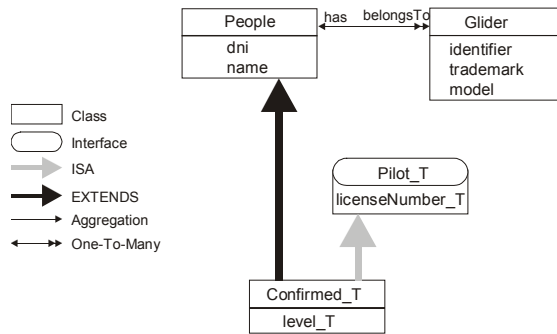 People
has
belongsTo
Glider
dni
name
identifier
trademark
model
Class
Interface
ISA
EXTENDS
Aggregation
One-To-Many
Pilot_T
licenseNumber_T
Confirmed_T
level_T